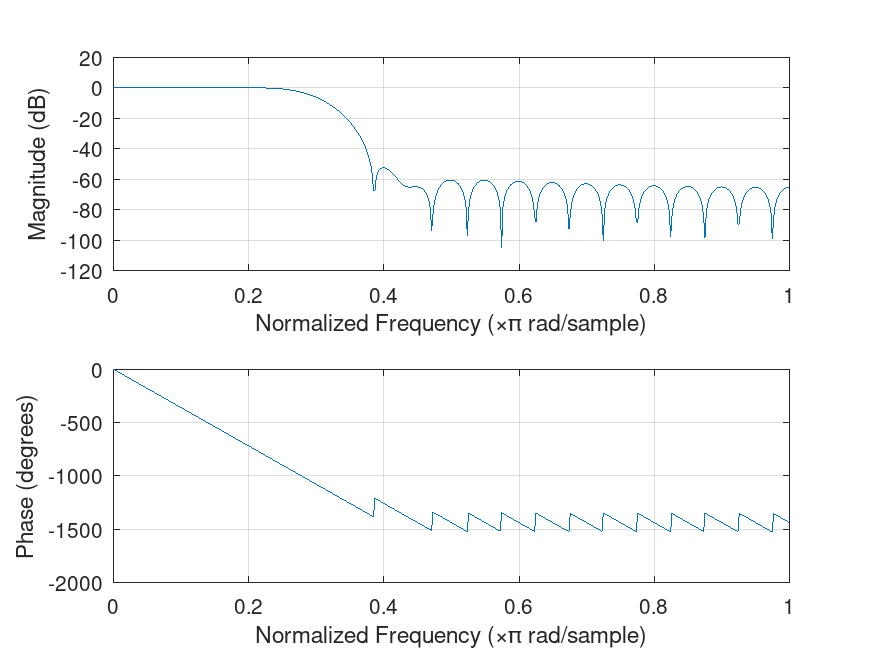 20
0
-20
-40
-60
-80
-100
-120
Magnitude (dB)
0 0.2 0.4 0.6 0.8 1
Normalized Frequency (×π rad/sample)
0
-500
-1000
-1500
-2000
Phase (degrees)
0 0.2 0.4 0.6 0.8 1
Normalized Frequency (×π rad/sample)